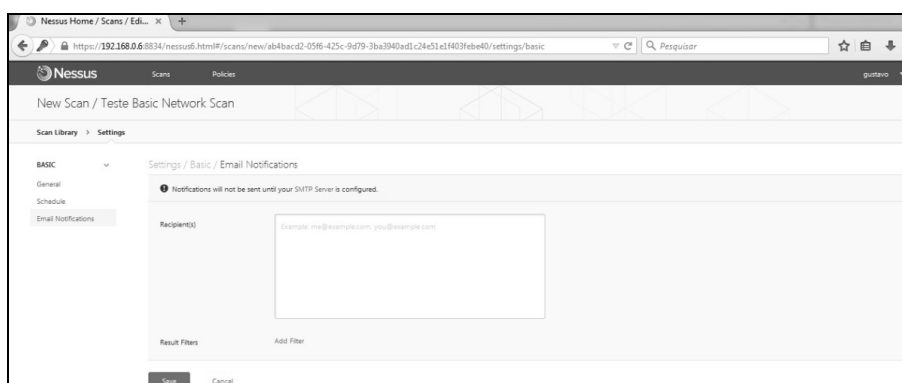 Nessus Home / Scans / Edi... × +
https://192.168.0.6:8834/nessus6.html#/scans/new/ab4bacd2-05f6-425c-9d79-3ba3940ad1c24e51e1f403febe40/settings/basic
Pesquisar
Nessus
Scans
Policies
gustavo
New Scan / Teste Basic Network Scan
Scan Library > Settings
BASIC
General
Schedule
Email Notifications
Settings / Basic / Email Notifications
Notifications will not be sent until your SMTP Server is configured.
Recipient(s)
Example: me@example.com, you@example.com
Result Filters
Add Filter
Save
Cancel